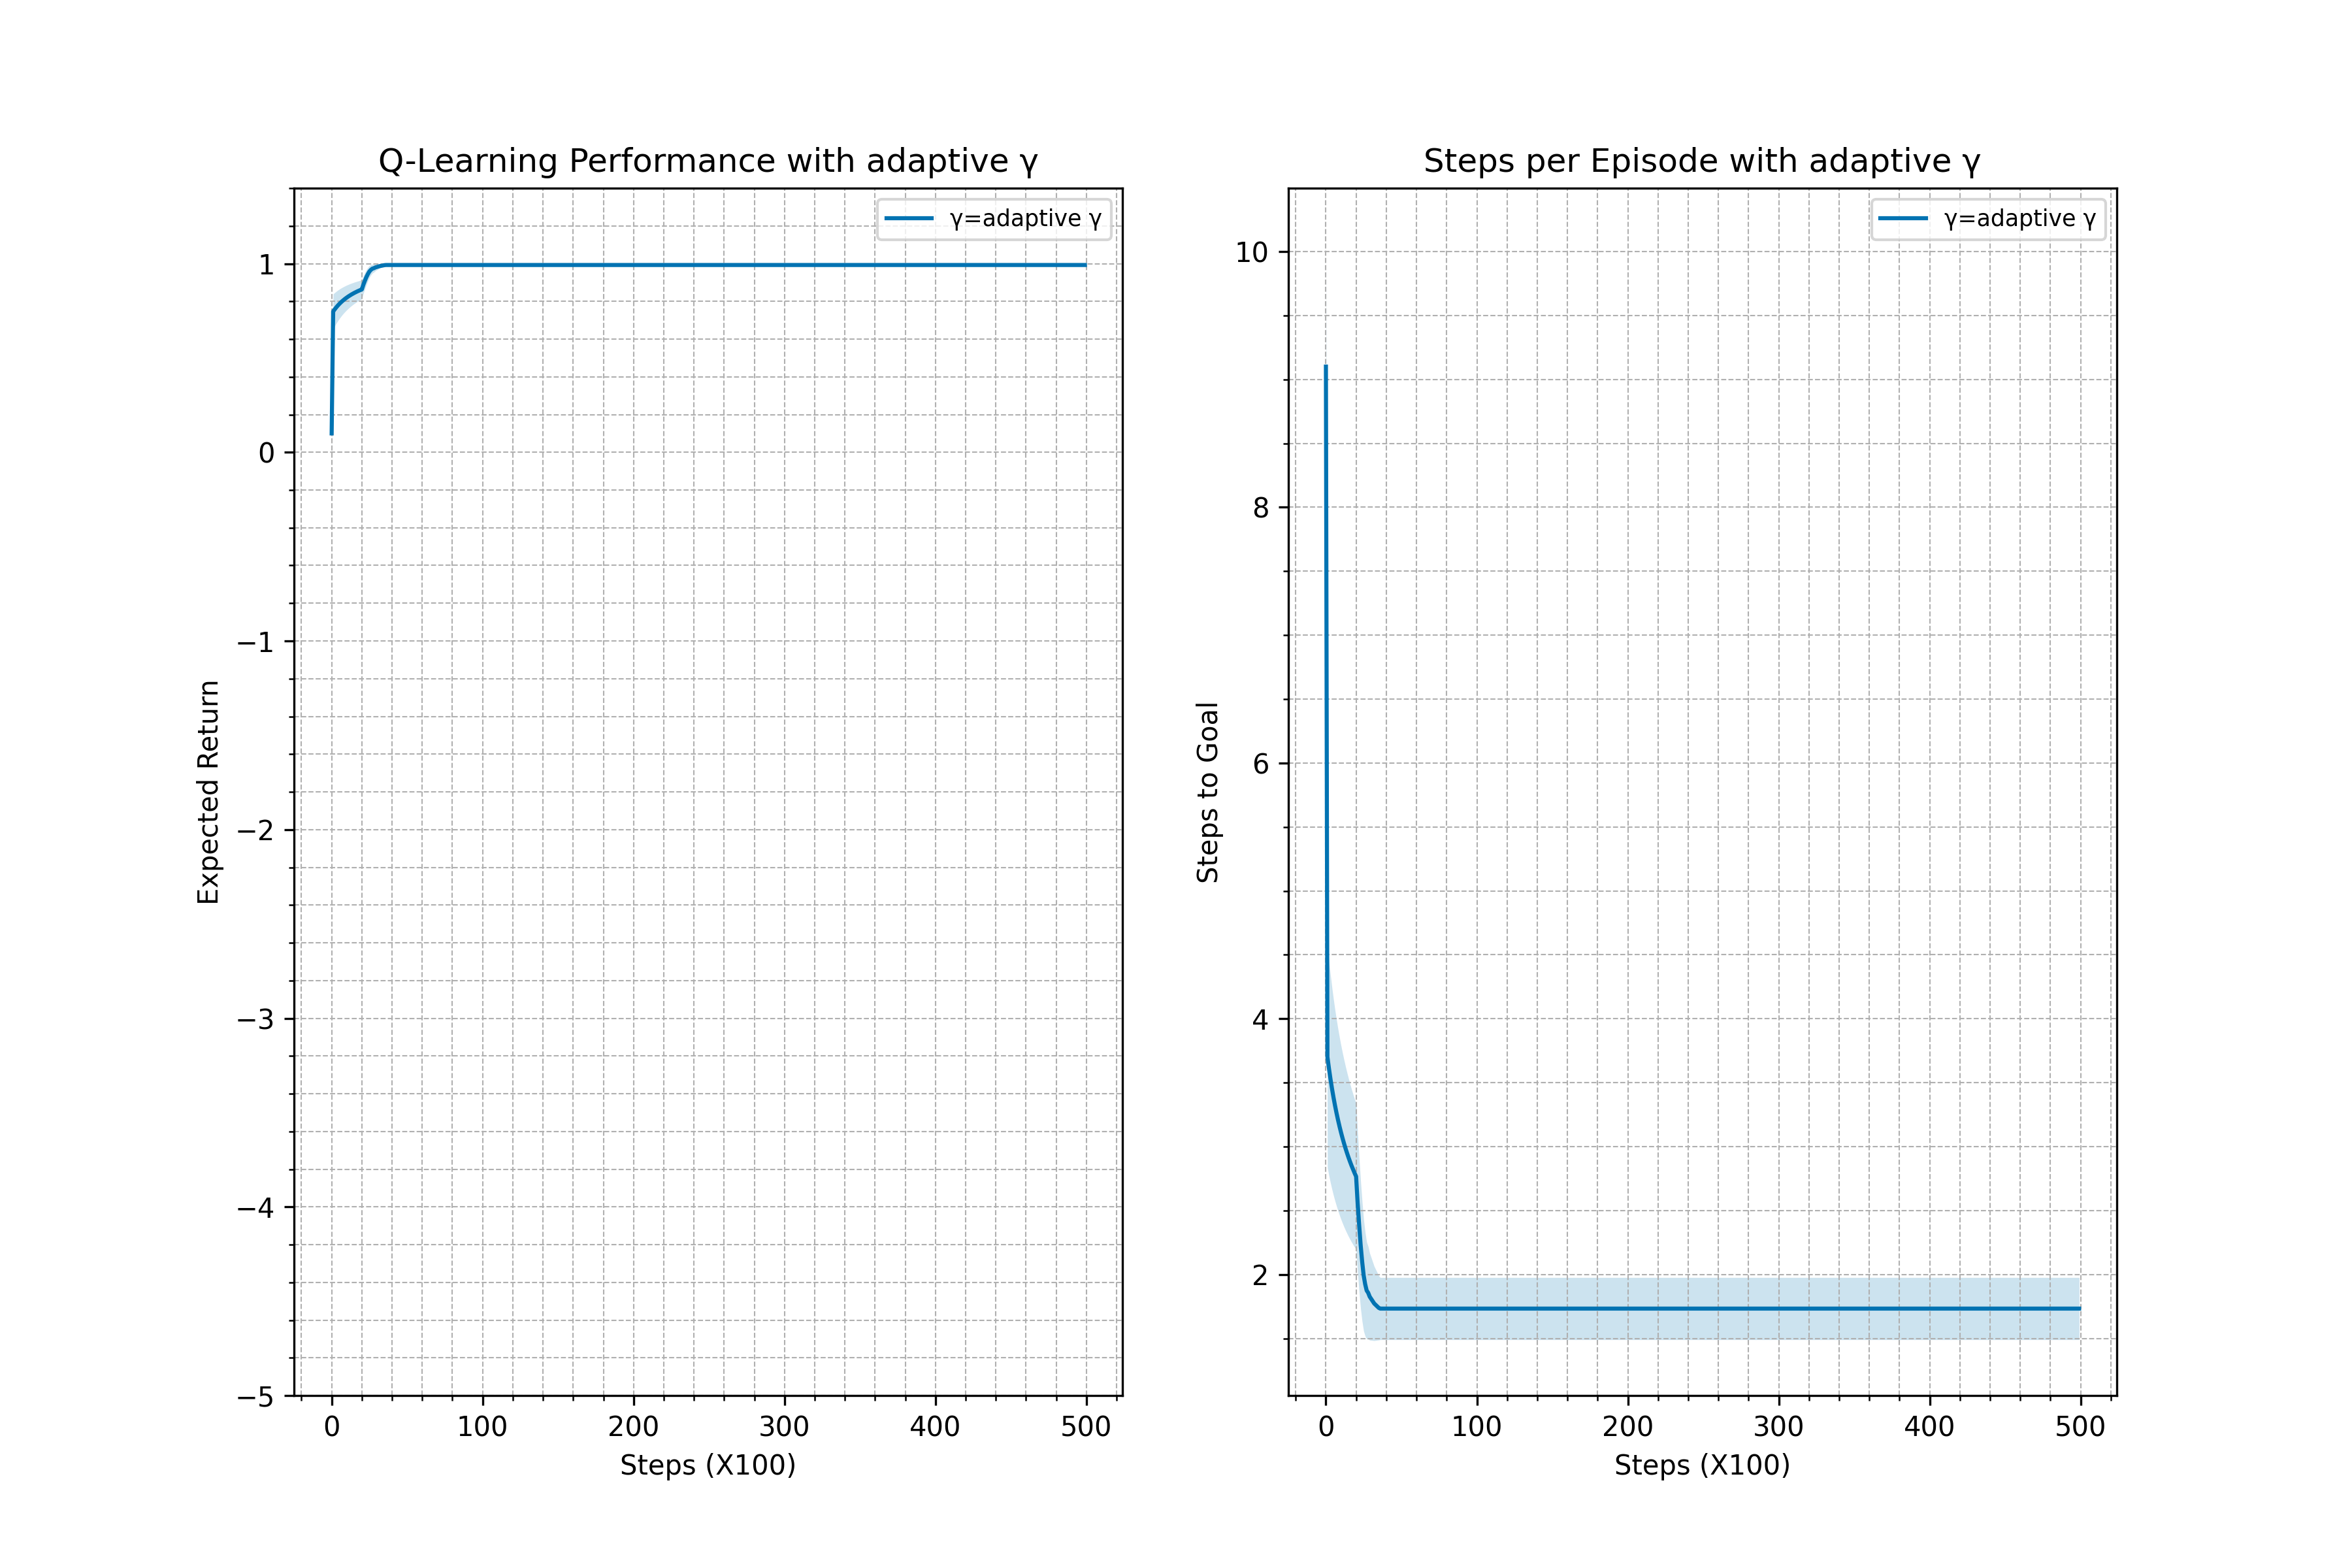 Q-Learning Performance with adaptive γ
γ=adaptive γ
1
0
−1
−2
−3
−4
−5
Expected Return
0 100 200 300 400 500
Steps (X100)
Steps per Episode with adaptive γ
γ=adaptive γ
10
8
6
4
2
Steps to Goal
0 100 200 300 400 500
Steps (X100)